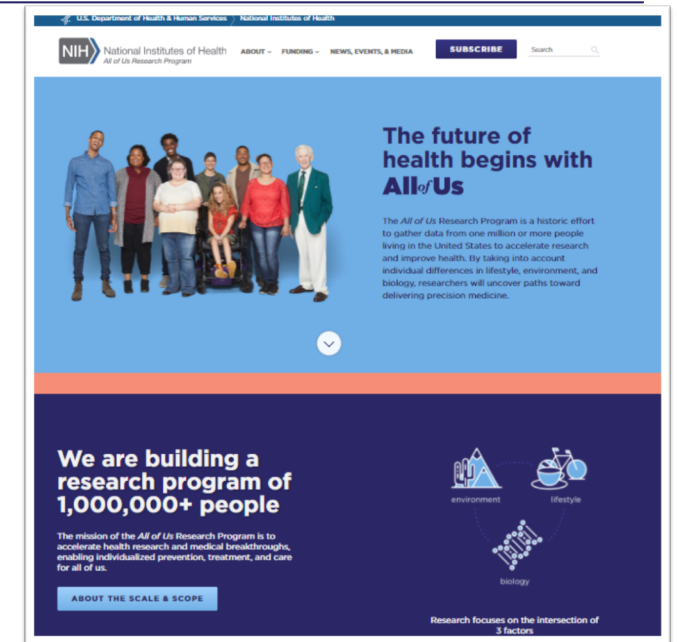 U.S. Department of Health & Human Services National Institutes of Health
NIH National Institutes of Health
All of Us Research Program
ABOUT FUNDING NEWS, EVENTS, & MEDIA SUBSCRIBE Search
The future of
health begins with
All of Us
The All of Us Research Program is a historic effort
to gather data from one million or more people
living in the United States to accelerate research
and improve health. By taking into account
individual differences in lifestyle, environment, and
biology, researchers will uncover paths toward
delivering precision medicine.
We are building a
research program of
1,000,000+ people
The mission of the All of Us Research Program is to
accelerate health research and medical breakthroughs,
enabling individualized prevention, treatment, and care
for all of us.
ABOUT THE SCALE & SCOPE
environment lifestyle
biology
Research focuses on the intersection of
3 factors